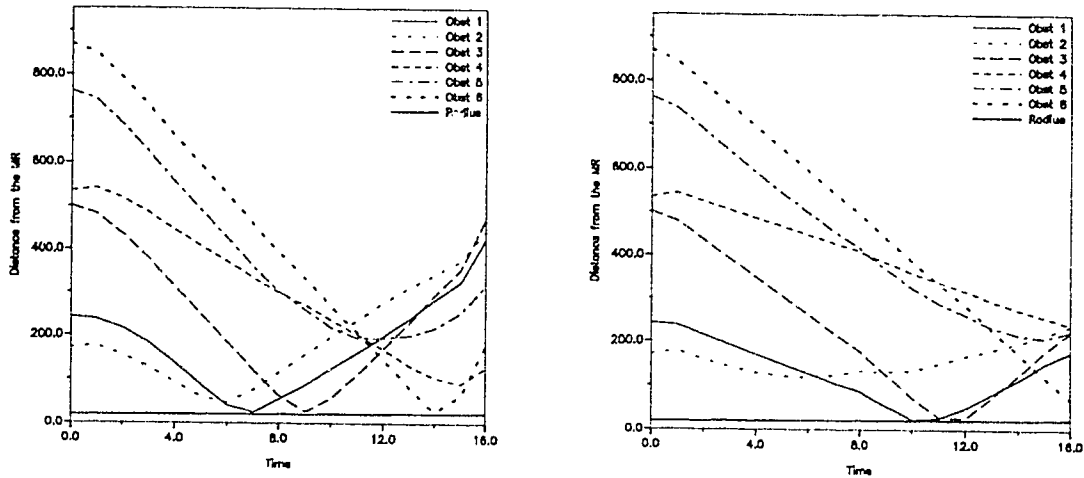 Obst 1
Obst 2
Obst 3
Obst 4
Obst 5
Obst 6
800.0
600.0
400.0
200.0
0.0
Distance from the MR
0.0
4.0
8.0
12.0
16.0
Time
Obst 1
Obst 2
Obst 3
Obst 4
Obst 5
Obst 6
Radius
800.0
600.0
400.0
200.0
0.0
Distance from the MR
0.0
4.0
8.0
12.0
16.0
Time